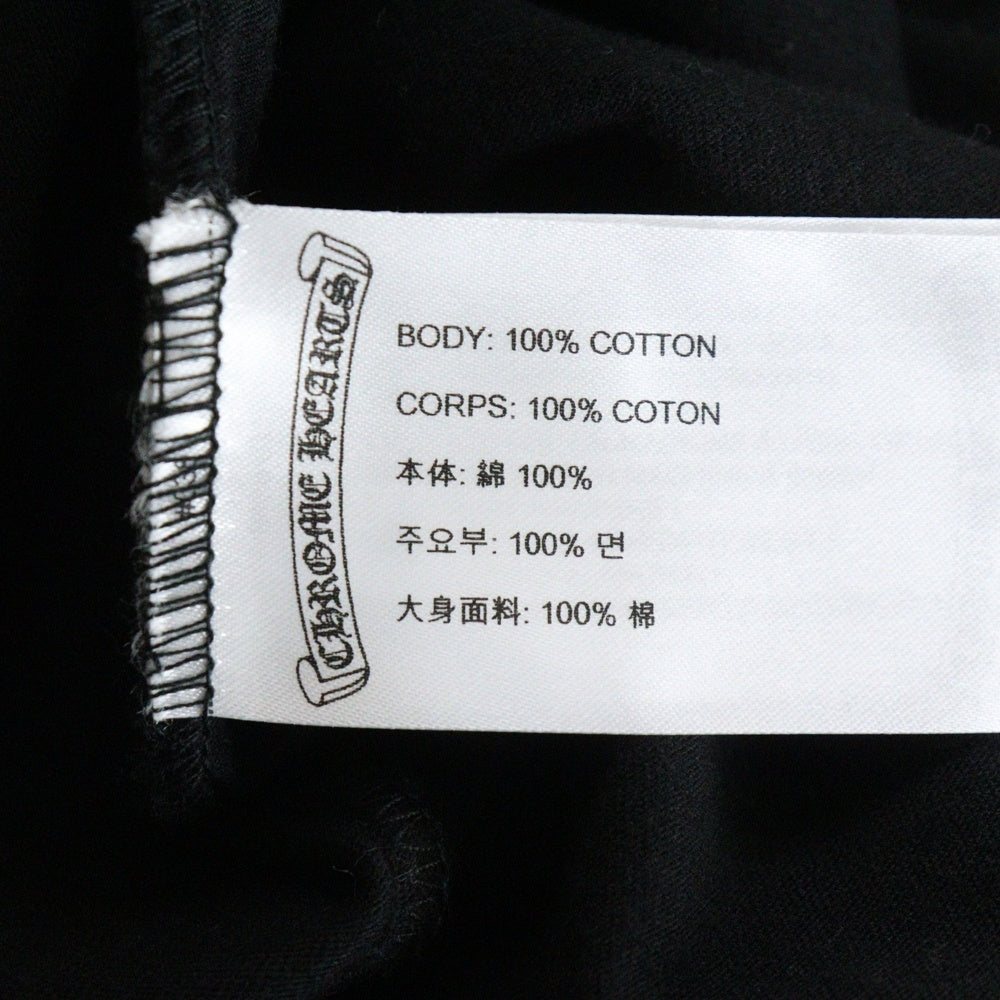 CHROME HEARTS
BODY: 100% COTTON
CORPS: 100% COTON
本体: 綿 100%
주요부: 100% 면
大身面料: 100% 棉